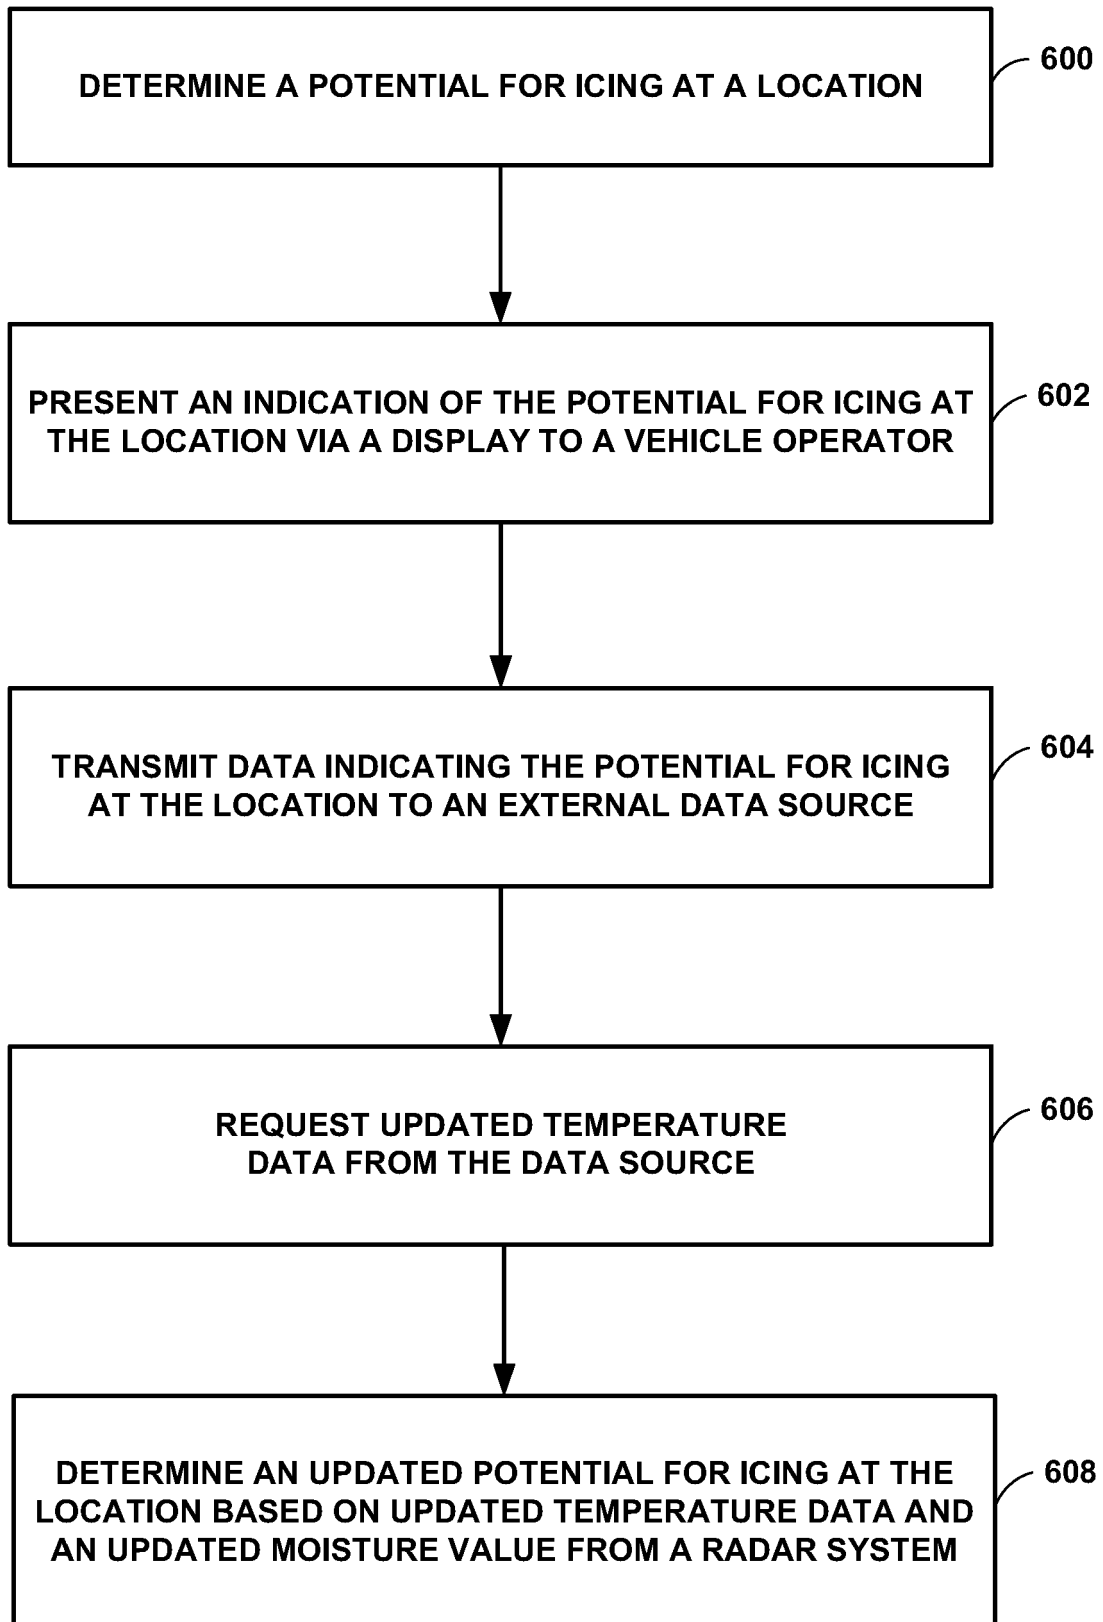 DETERMINE A POTENTIAL FOR ICING AT A LOCATION
600
PRESENT AN INDICATION OF THE POTENTIAL FOR ICING AT
THE LOCATION VIA A DISPLAY TO A VEHICLE OPERATOR
602
TRANSMIT DATA INDICATING THE POTENTIAL FOR ICING
AT THE LOCATION TO AN EXTERNAL DATA SOURCE
604
REQUEST UPDATED TEMPERATURE
DATA FROM THE DATA SOURCE
606
DETERMINE AN UPDATED POTENTIAL FOR ICING AT THE
LOCATION BASED ON UPDATED TEMPERATURE DATA AND
AN UPDATED MOISTURE VALUE FROM A RADAR SYSTEM
608